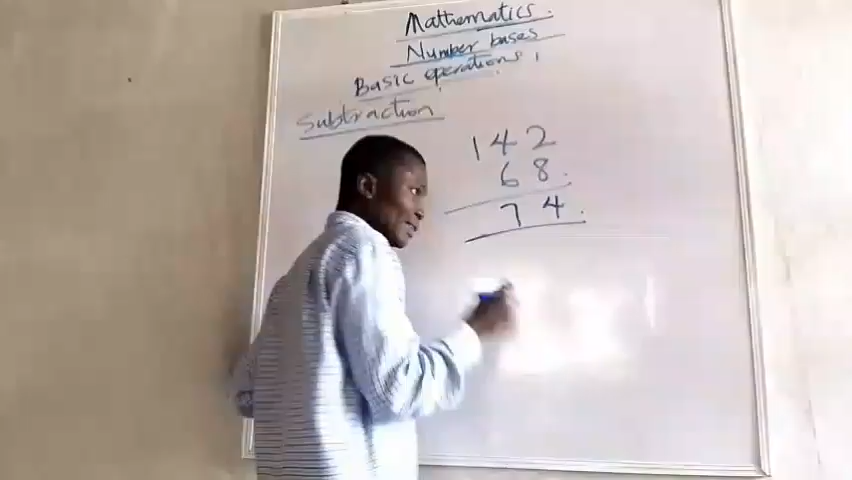 Mathematics.
Number bases
Basic operations,
Subtraction
142
68.
74.